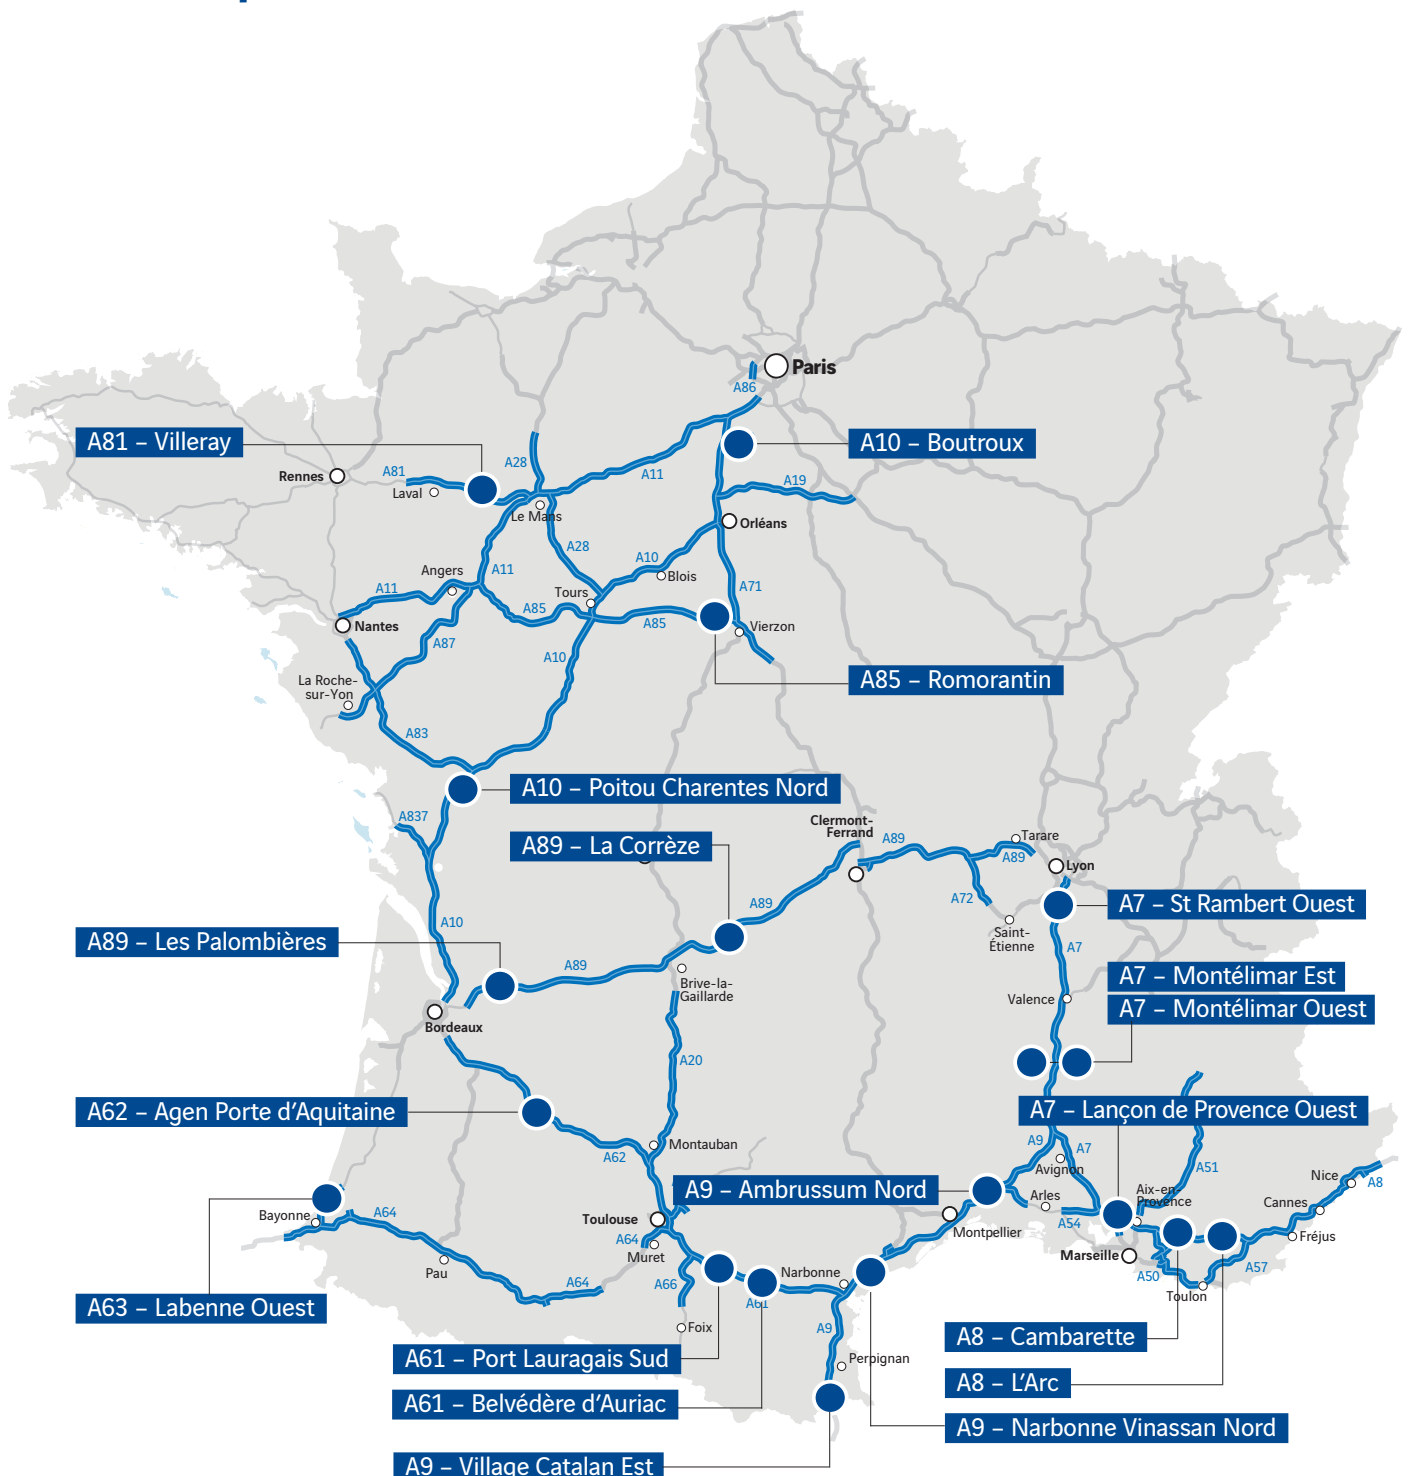 Paris
A86
A81 – Villeray
A10 – Boutroux
A28
A11
A81
Rennes
Laval
A19
Le Mans
Orléans
A28
A10
Angers
A11
Blois
A11
Tours
A71
A85
A85
Nantes
Vierzon
A87
A10
La Roche-
sur-Yon
A85 – Romorantin
A83
A10 – Poitou Charentes Nord
A837
Clermont-
Ferrand
A89 – La Corrèze
A89
Tarare
A89
Lyon
A89
A72
A7 – St Rambert Ouest
A10
Saint-
Étienne
A89 – Les Palombières
A7
A89
A7 – Montélimar Est
Brive-la-
Gaillarde
Valence
A7 – Montélimar Ouest
Bordeaux
A20
A62 – Agen Porte d’Aquitaine
A7 – Lançon de Provence Ouest
Montauban
A9
A7
A62
Avignon
A51
Nice
A8
A9 – Ambrussum Nord
Arles
Aix-en-
Provence
Cannes
Bayonne
A64
Toulouse
A54
Montpellier
Fréjus
A64
Muret
Marseille
Pau
A64
A66
Narbonne
A50
A57
Toulon
A63 – Labenne Ouest
A61
Foix
A9
A8 – Cambarette
A61 – Port Lauragais Sud
Perpignan
A8 – L’Arc
A61 – Belvédère d’Auriac
A9 – Narbonne Vinassan Nord
A9 – Village Catalan Est